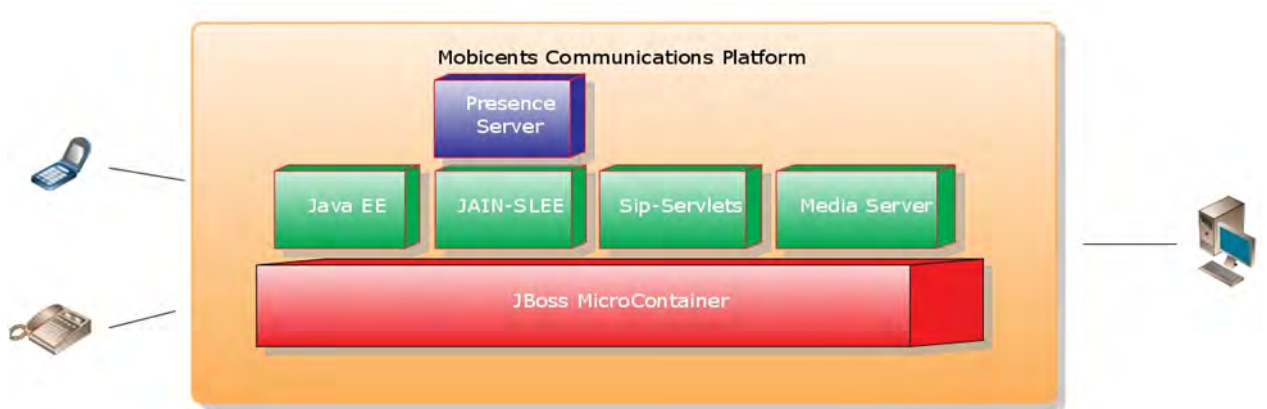 Mobicents Communications Platform
Presence
Server
Java EE
JAIN-SLEE
Sip-Servlets
Media Server
JBoss MicroContainer